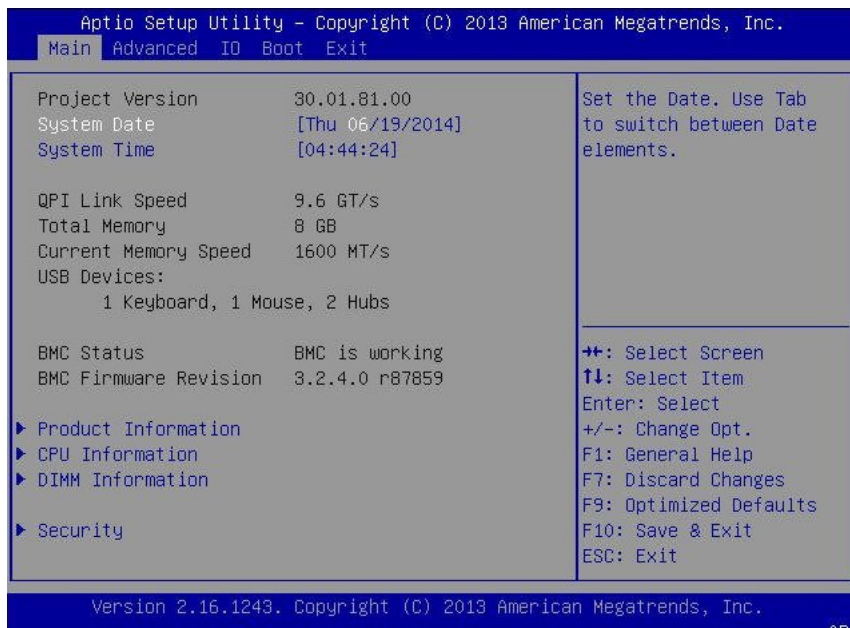 Aptio Setup Utility - Copyright (C) 2013 American Megatrends, Inc.
Main Advanced IO Boot Exit
Project Version 30.01.81.00
System Date [Thu 06/19/2014]
System Time [04:44:24]
QPI Link Speed 9.6 GT/s
Total Memory 8 GB
Current Memory Speed 1600 MT/s
USB Devices:
1 Keyboard, 1 Mouse, 2 Hubs
BMC Status BMC is working
BMC Firmware Revision 3.2.4.0 r87859
Product Information
CPU Information
DIMM Information
Security
Set the Date. Use Tab
to switch between Date
elements.
→←: Select Screen
↑↓: Select Item
Enter: Select
+/-: Change Opt.
F1: General Help
F7: Discard Changes
F9: Optimized Defaults
F10: Save & Exit
ESC: Exit
Version 2.16.1243. Copyright (C) 2013 American Megatrends, Inc.